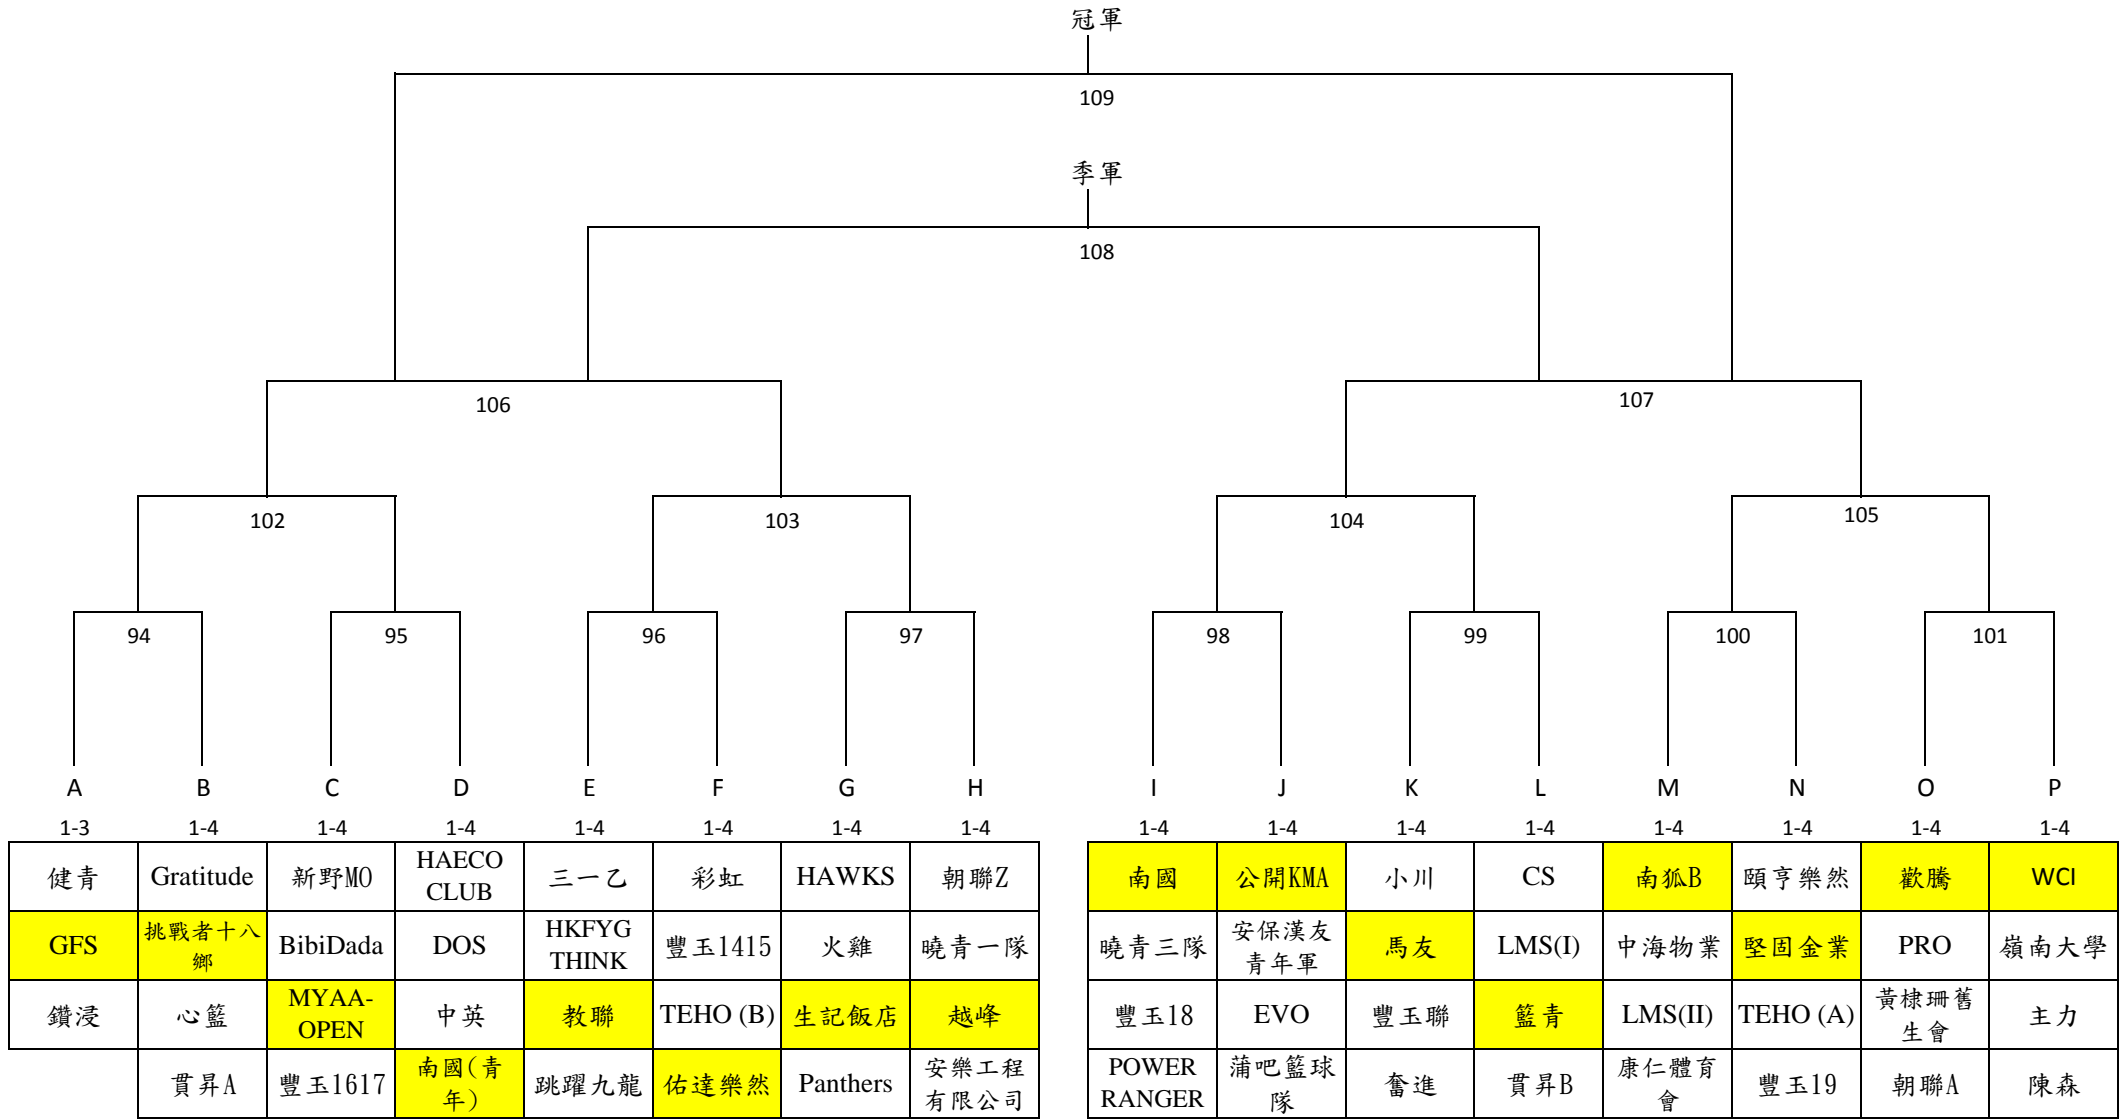 冠軍
109
季軍
108
106
107
102
103
104
105
94
95
96
97
98
99
100
101
A B C D E F G H I J K L M N O P
1-3 1-4 1-4 1-4 1-4 1-4 1-4 1-4 1-4 1-4 1-4 1-4 1-4 1-4 1-4 1-4
健青
Gratitude
新野MO
HAECO
CLUB
三一乙
彩虹
HAWKS
朝聯Z
南國
公開KMA
小川
CS
南狐B
頤亨樂然
歡騰
WCI
GFS
挑戰者十八
鄉
BibiDada
DOS
HKFYG
THINK
豐玉1415
火雞
曉青一隊
曉青三隊
安保漢友
青年軍
馬友
LMS(I)
中海物業
堅固金業
PRO
嶺南大學
鑽浸
心籃
MYAA-
OPEN
中英
教聯
TEHO (B)
生記飯店
越峰
豐玉18
EVO
豐玉聯
籃青
LMS(II)
TEHO (A)
黃棣珊舊
生會
主力
貫昇A
豐玉1617
南國(青
年)
跳躍九龍
佑達樂然
Panthers
安樂工程
有限公司
POWER
RANGER
蒲吧籃球
隊
奮進
貫昇B
康仁體育
會
豐玉19
朝聯A
陳森